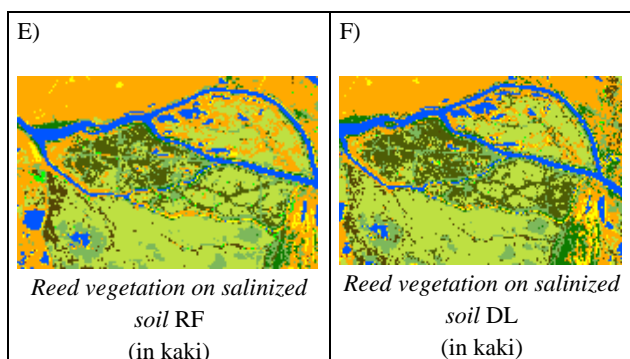 E)
F)
Reed vegetation on salinized
soil RF
(in kaki)
Reed vegetation on salinized
soil DL
(in kaki)